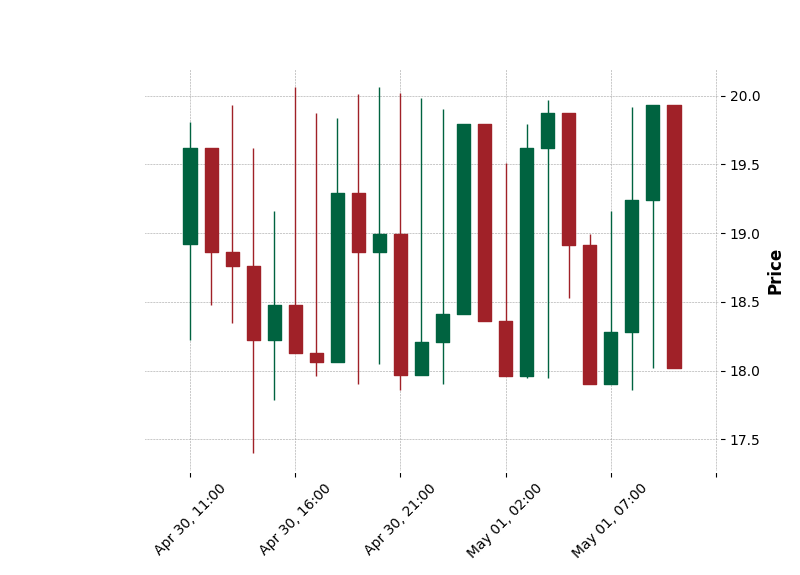 20.0
19.5
19.0
18.5
18.0
17.5
Price
Apr 30, 11:00
Apr 30, 16:00
Apr 30, 21:00
May 01, 02:00
May 01, 07:00